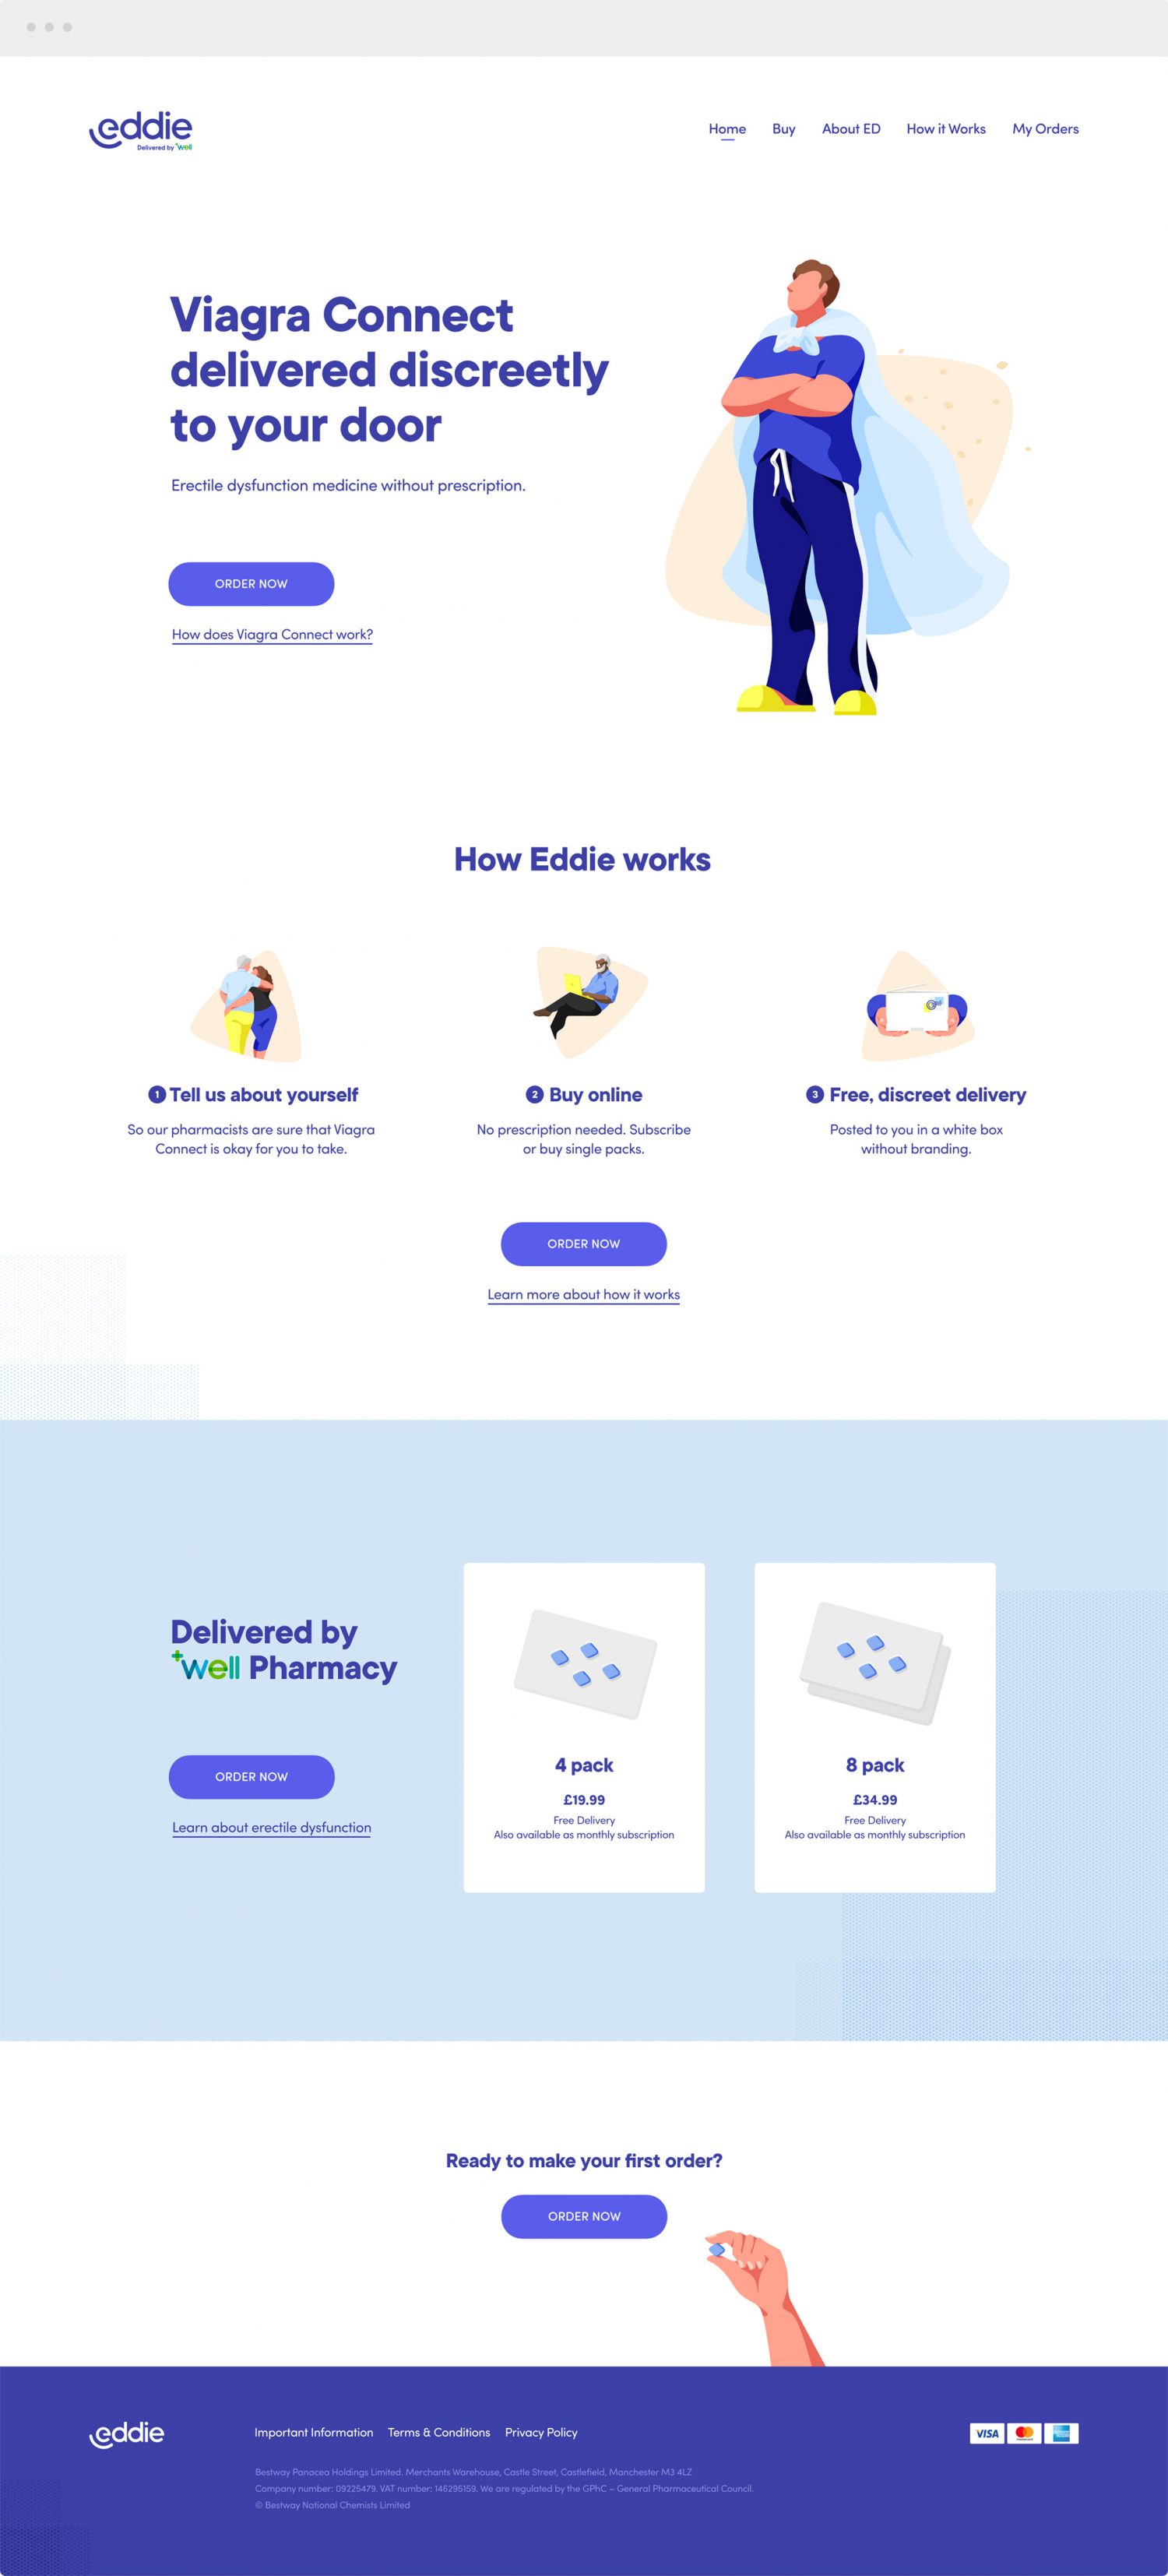 eddie
Delivered by well
Home Buy About ED How it Works My Orders
Viagra Connect
delivered discreetly
to your door
Erectile dysfunction medicine without prescription.
ORDER NOW
How does Viagra Connect work?
How Eddie works
1 Tell us about yourself
So our pharmacists are sure that Viagra
Connect is okay for you to take.
2 Buy online
No prescription needed. Subscribe
or buy single packs.
3 Free, discreet delivery
Posted to you in a white box
without branding.
ORDER NOW
Learn more about how it works
Delivered by
well Pharmacy
ORDER NOW
Learn about erectile dysfunction
4 pack
£19.99
Free Delivery
Also available as monthly subscription
8 pack
£34.99
Free Delivery
Also available as monthly subscription
Ready to make your first order?
ORDER NOW
eddie
Important Information Terms & Conditions Privacy Policy
VISA
Bestway Panacea Holdings Limited. Merchants Warehouse, Castle Street, Castlefield, Manchester M3 4LZ
Company number: 09225479. VAT number: 146295159. We are regulated by the GPhC – General Pharmaceutical Council.
© Bestway National Chemists Limited